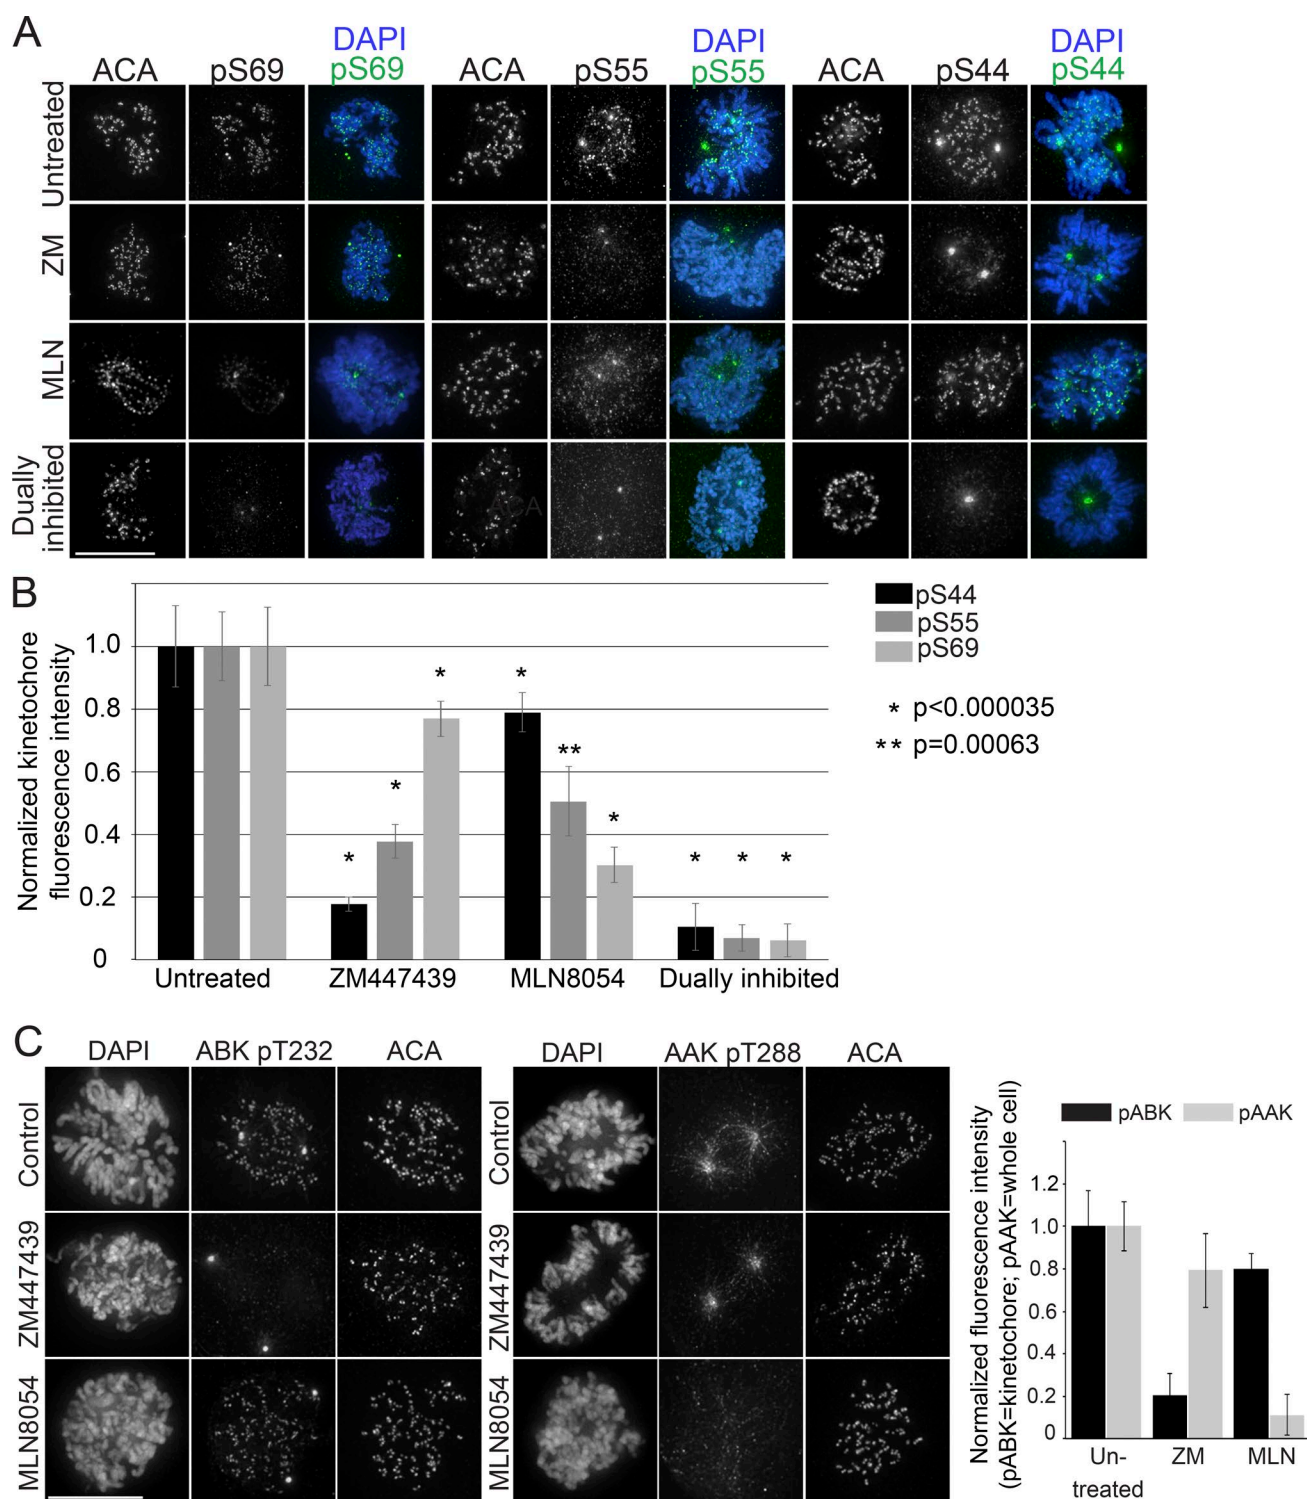 A
DAPI DAPI DAPI
ACA pS69 pS69 ACA pS55 pS55 ACA pS44 pS44
Untreated
ZM
MLN
Dually
inhibited
ACA
B
Normalized kinetochore
fluorescence intensity
1.0
0.8
0.6
0.4
0.2
0
* * * * ** * * * *
Untreated ZM447439 MLN8054 Dually inhibited
pS44
pS55
pS69
* p<0.000035
** p=0.00063
C
DAPI ABK pT232 ACA DAPI AAK pT288 ACA
Control Control
ZM447439 ZM447439
MLN8054 MLN8054
Normalized fluorescence intensity
(pABK=kinetochore; pAAK=whole cell)
pABK pAAK
1.2
1.0
0.8
0.6
0.4
0.2
0
Un-
treated ZM MLN